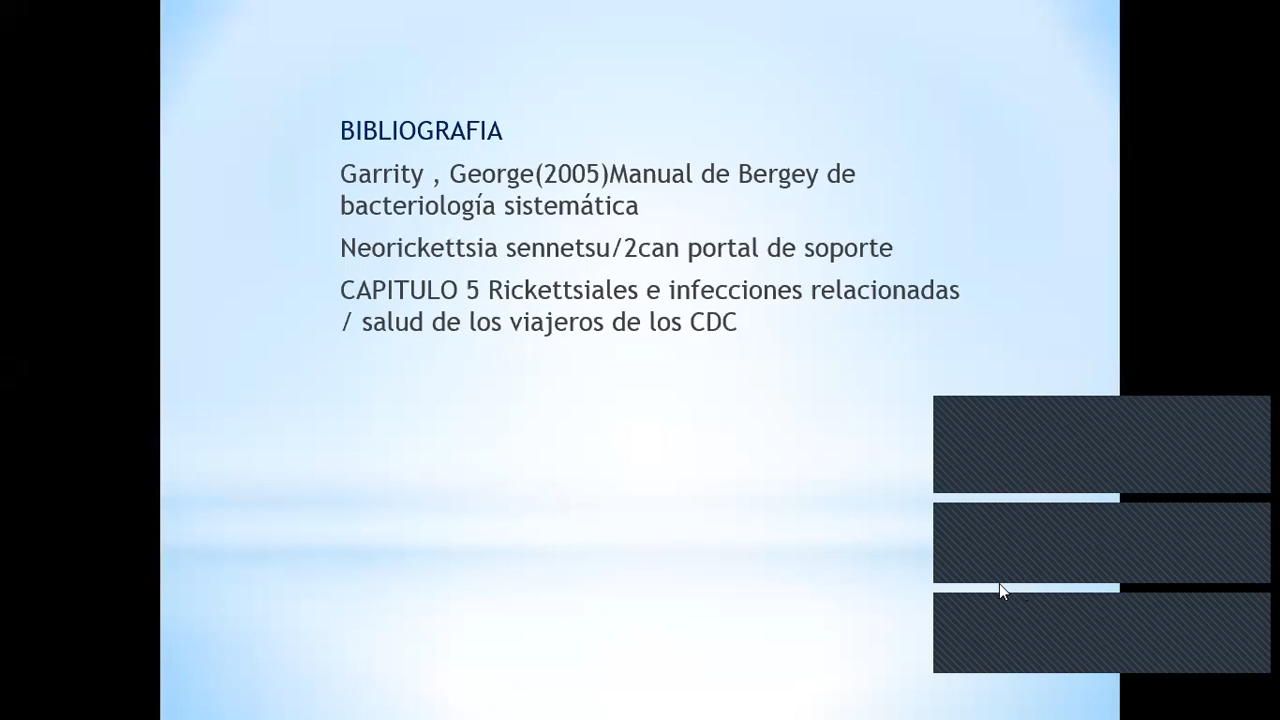 BIBLIOGRAFIA
Garrity , George(2005)Manual de Bergey de
bacteriología sistemática
Neorickettsia sennetsu/2can portal de soporte
CAPITULO 5 Rickettsiales e infecciones relacionadas
/ salud de los viajeros de los CDC